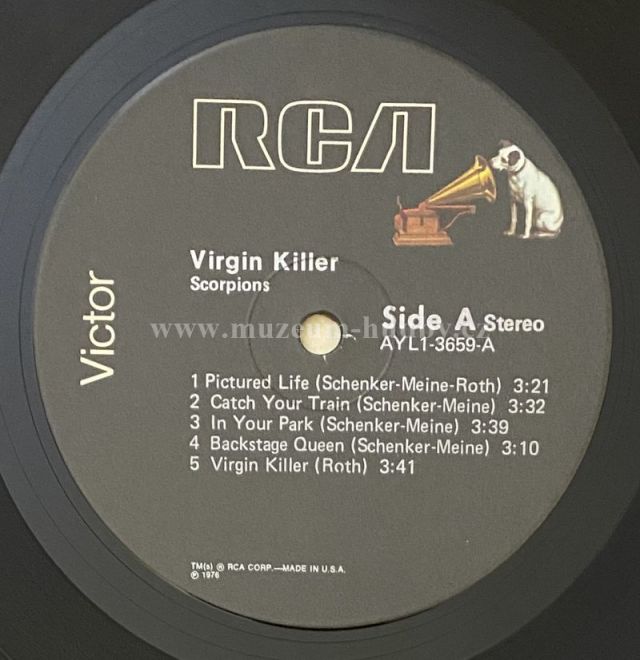 RCA
Victor
Virgin Killer
Scorpions
Side A Stereo
AYL1-3659-A
1 Pictured Life (Schenker-Meine-Roth) 3:21
2 Catch Your Train (Schenker-Meine) 3:32
3 In Your Park (Schenker-Meine) 3:39
4 Backstage Queen (Schenker-Meine) 3:10
5 Virgin Killer (Roth) 3:41
TM(s) ® RCA CORP.—MADE IN U.S.A.
℗ 1976